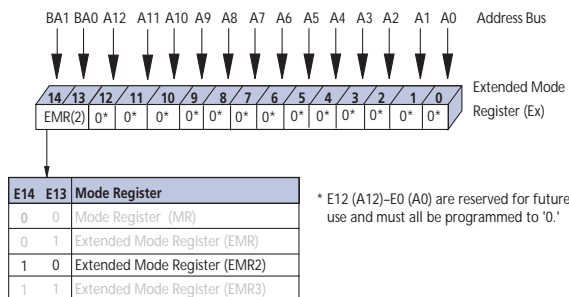 BA1 BA0 A12 A11 A10 A9 A8 A7 A6 A5 A4 A3 A2 A1 A0 Address Bus
14 13 12 11 10 9 8 7 6 5 4 3 2 1 0 Extended Mode
EMR(2) 0* 0* 0* 0* 0* 0* 0* 0* 0* 0* 0* 0* 0* Register (Ex)
E14 E13 Mode Register
0 0 Mode Register (MR)
0 1 Extended Mode Register (EMR)
1 0 Extended Mode Register (EMR2)
1 1 Extended Mode Register (EMR3)
* E12 (A12)–E0 (A0) are reserved for future
use and must all be programmed to '0.'